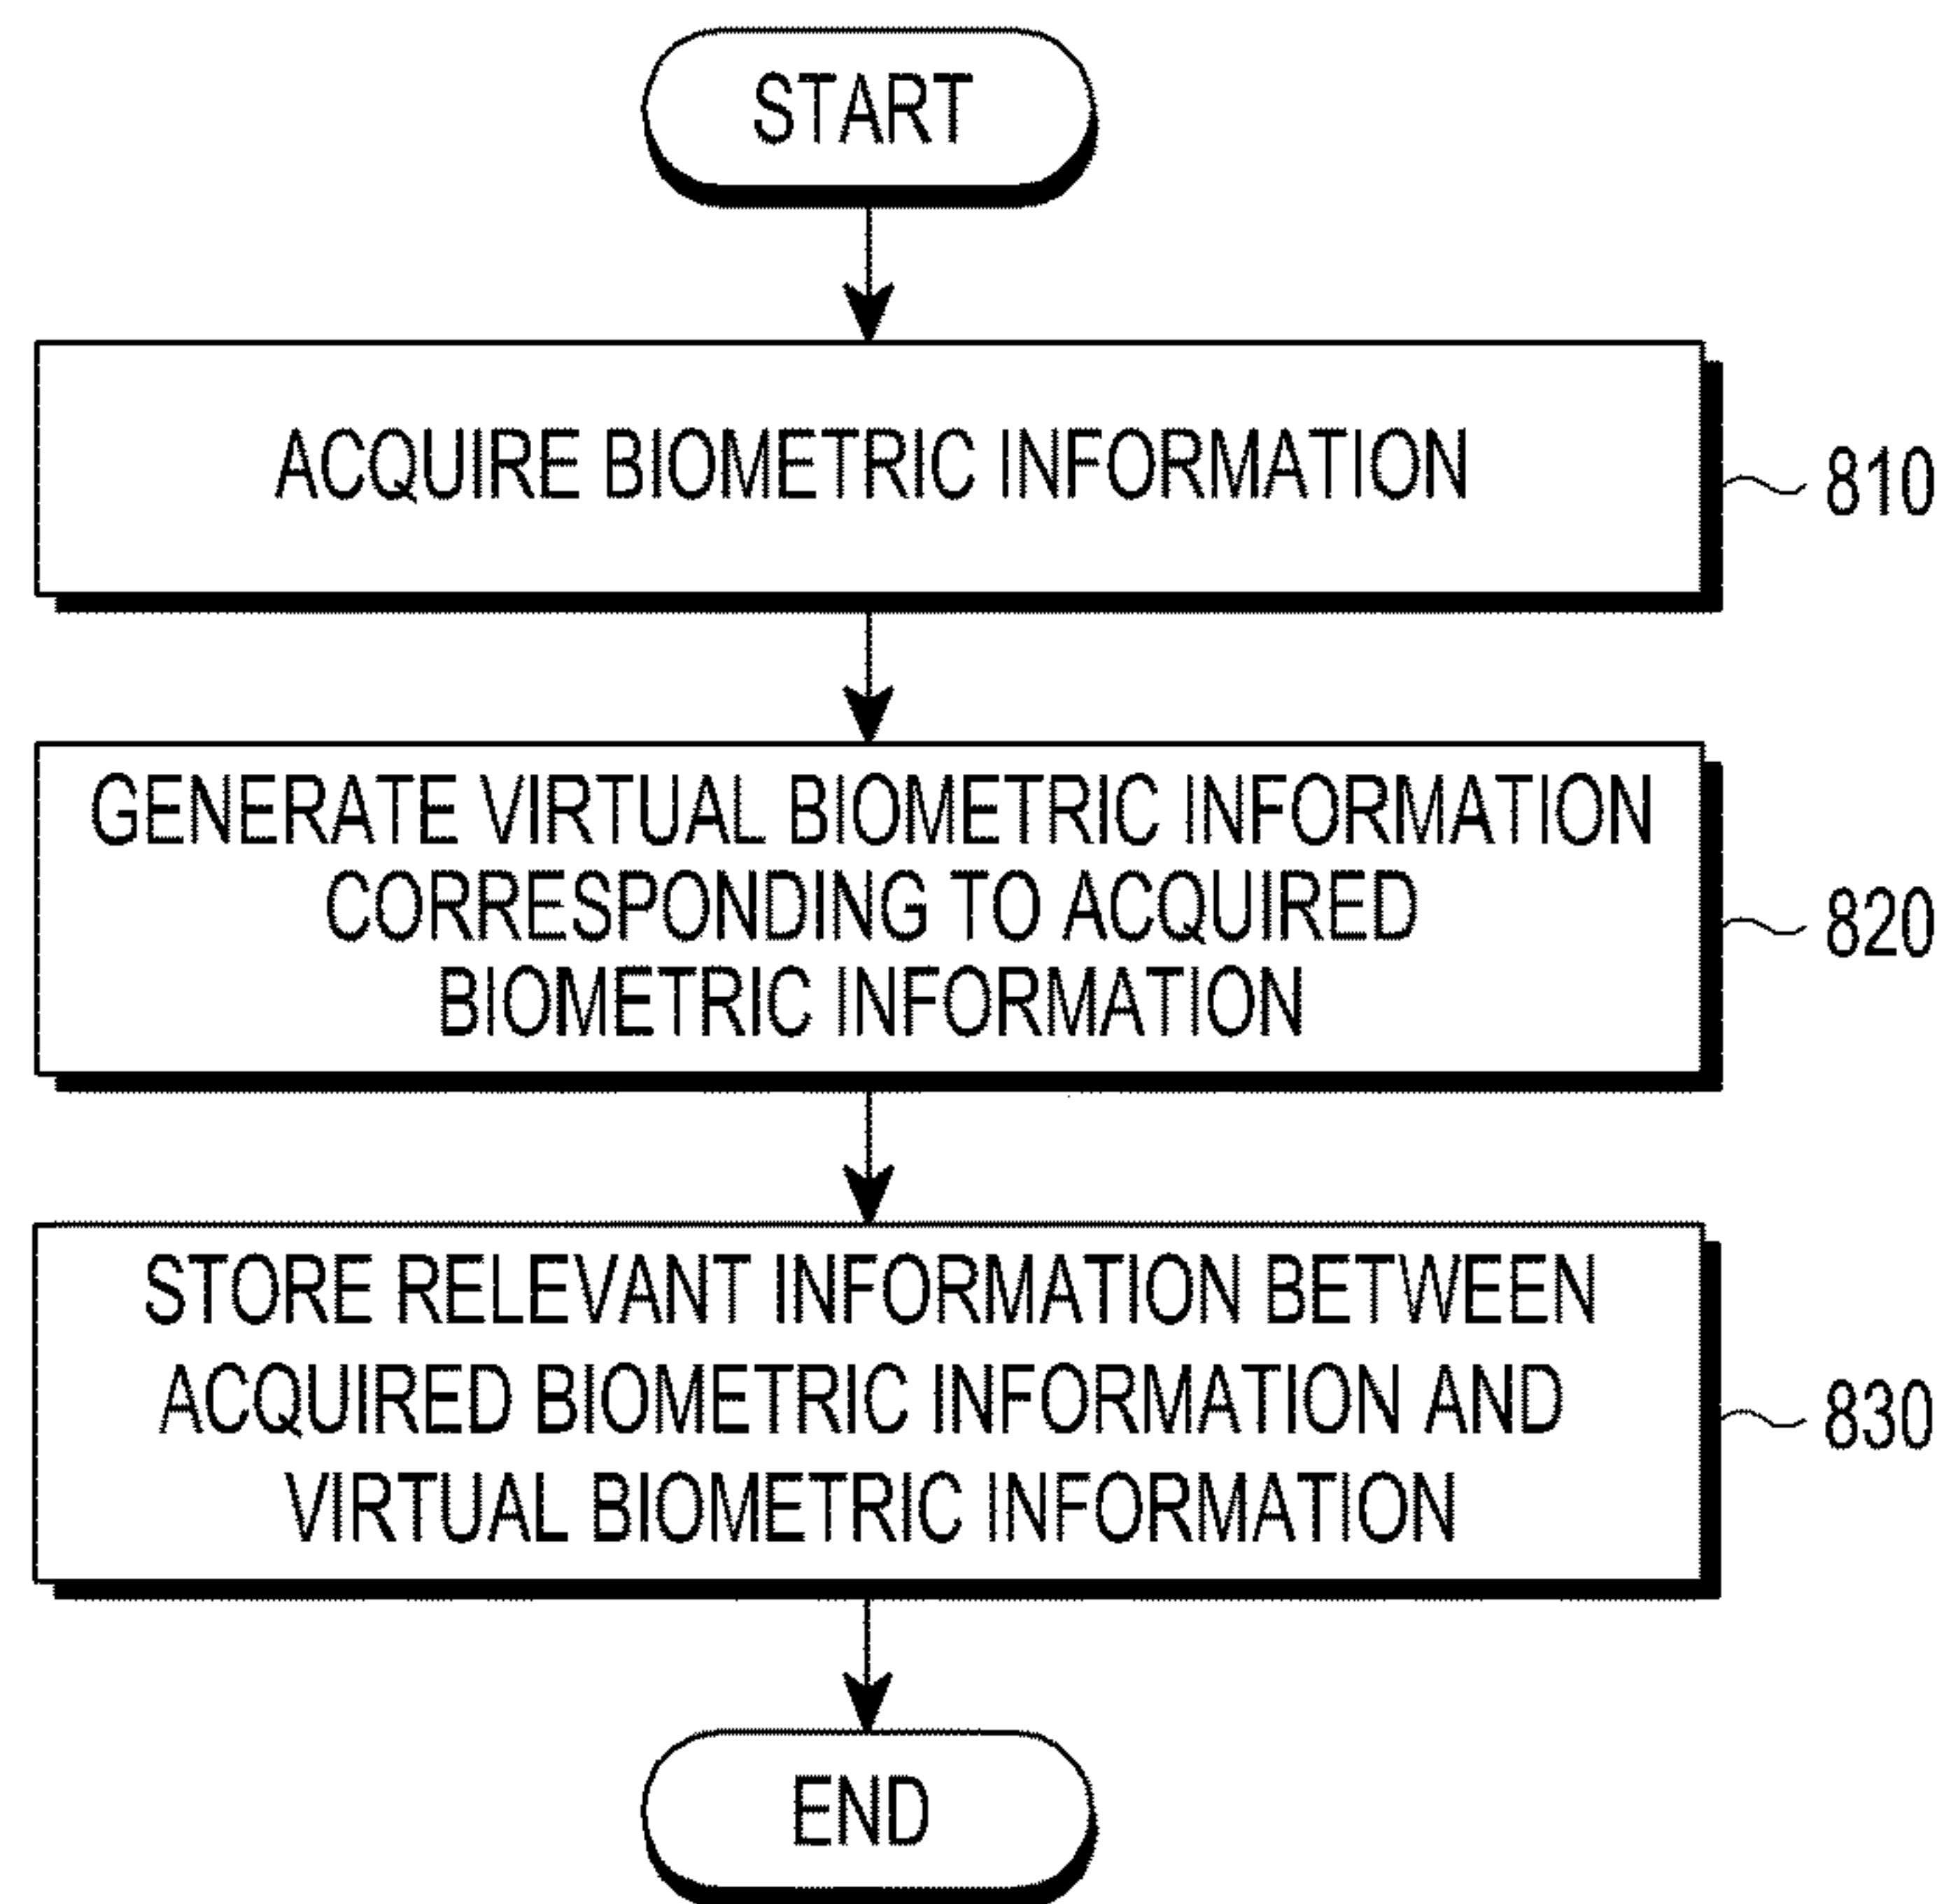 START
ACQUIRE BIOMETRIC INFORMATION
810
GENERATE VIRTUAL BIOMETRIC INFORMATION
CORRESPONDING TO ACQUIRED
BIOMETRIC INFORMATION
820
STORE RELEVANT INFORMATION BETWEEN
ACQUIRED BIOMETRIC INFORMATION AND
VIRTUAL BIOMETRIC INFORMATION
830
END